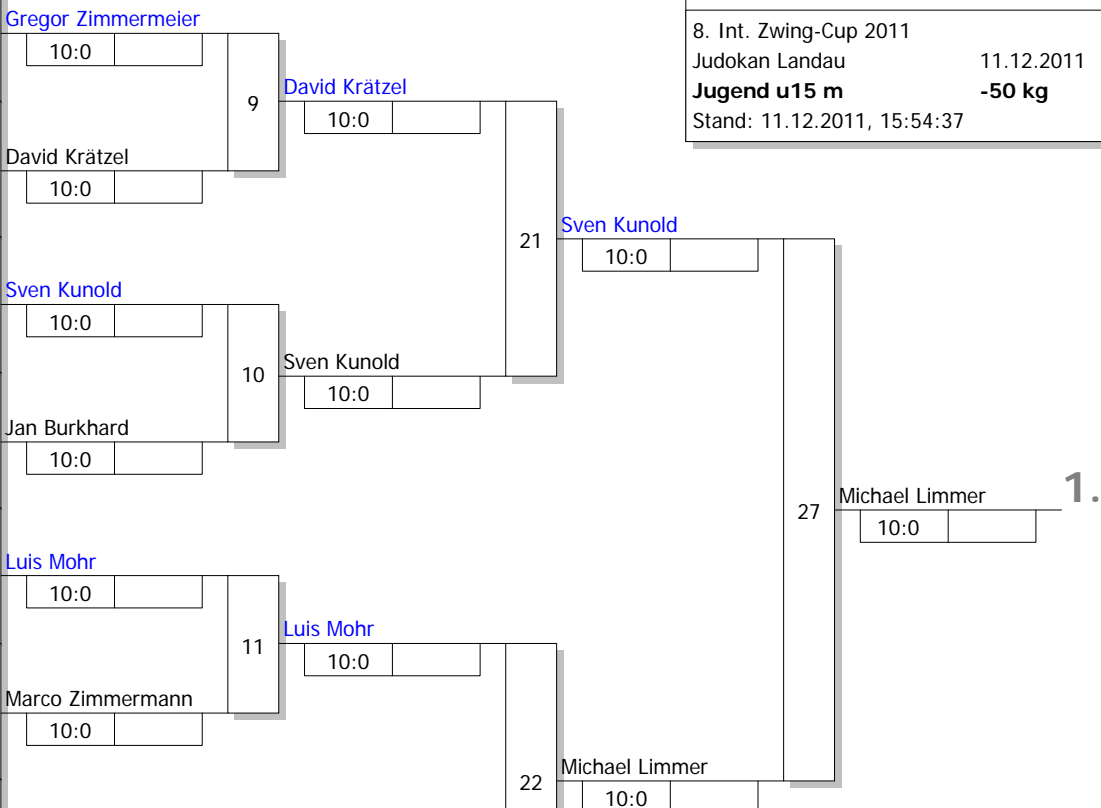 8. Int. Zwing-Cup 2011
Judokan Landau 11.12.2011
Jugend u15 m -50 kg
Stand: 11.12.2011, 15:54:37
Gregor Zimmermeier
10:0
9
David Krätzel
10:0
David Krätzel
10:0
21
Sven Kunold
10:0
Sven Kunold
10:0
10
Sven Kunold
10:0
Jan Burkhard
10:0
27
Michael Limmer
1.
10:0
Luis Mohr
10:0
11
Luis Mohr
10:0
Marco Zimmermann
10:0
22
Michael Limmer
10:0